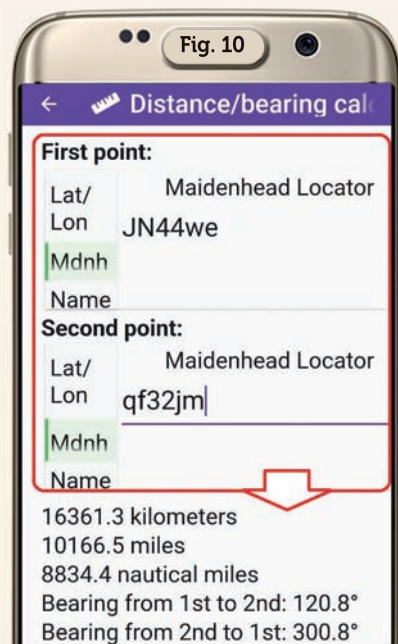 Fig. 10
Distance/bearing calc
First point:
Lat/
Lon
Mdnh
Name
Maidenhead Locator
JN44we
Second point:
Lat/
Lon
Mdnh
Name
Maidenhead Locator
qf32jm
16361.3 kilometers
10166.5 miles
8834.4 nautical miles
Bearing from 1st to 2nd: 120.8°
Bearing from 2nd to 1st: 300.8°